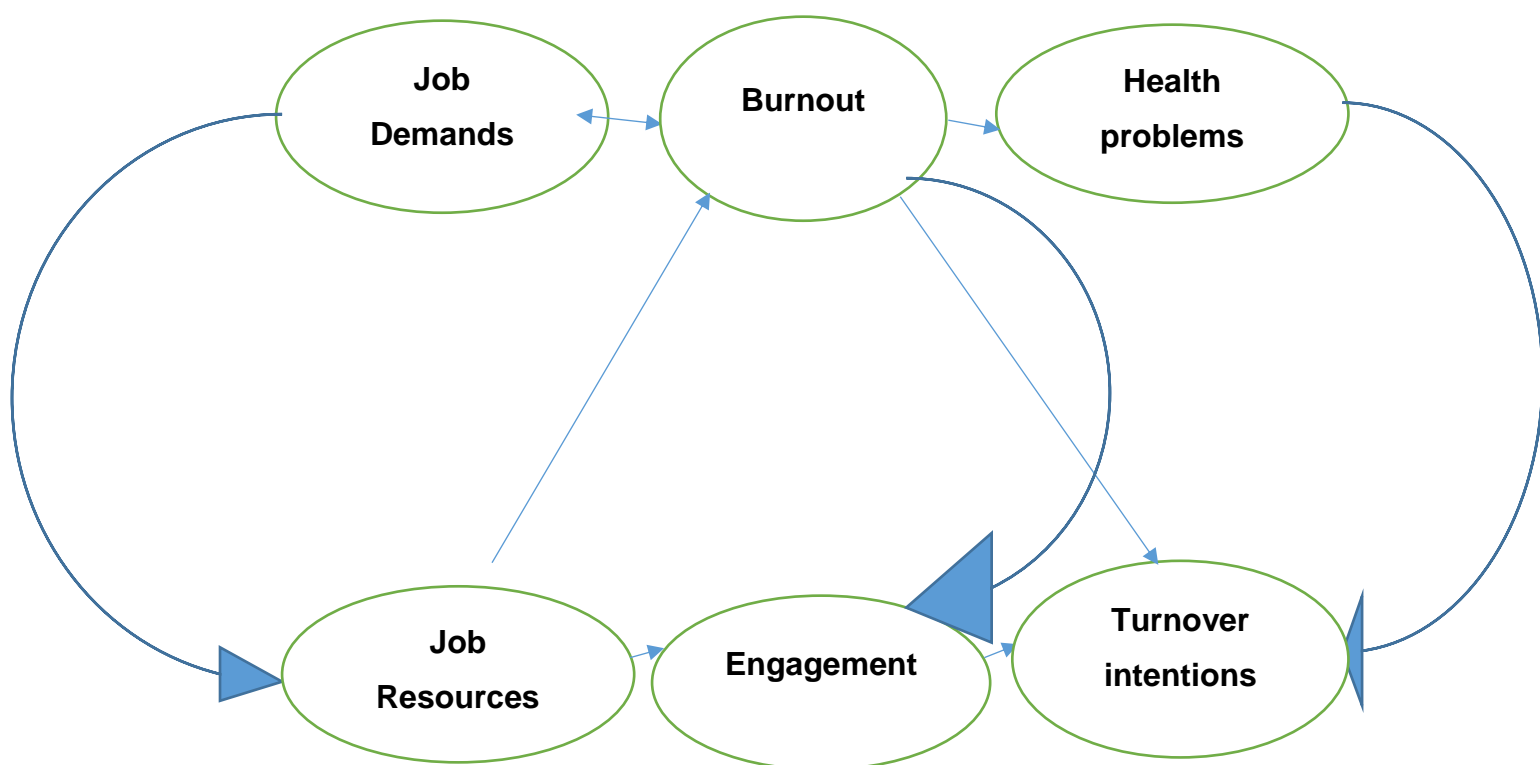 Job
Demands
Burnout
Health
problems
Job
Resources
Engagement
Turnover
intentions